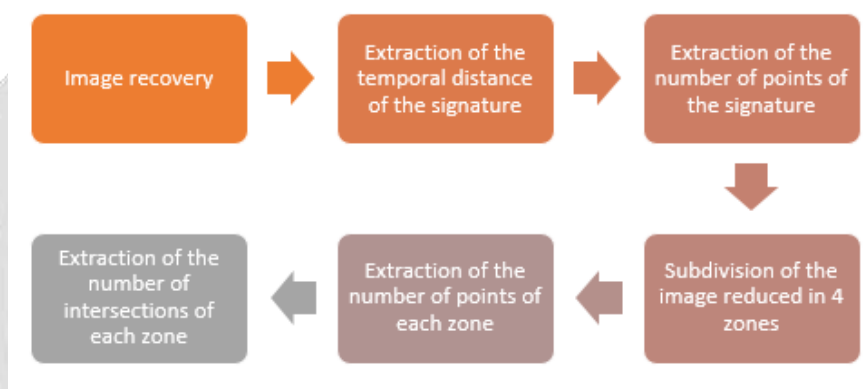 Image recovery
Extraction of the
temporal distance
of the signature
Extraction of the
number of points of
the signature
Subdivision of the
image reduced in 4
zones
Extraction of the
number of points of
each zone
Extraction of the
number of
intersections of
each zone